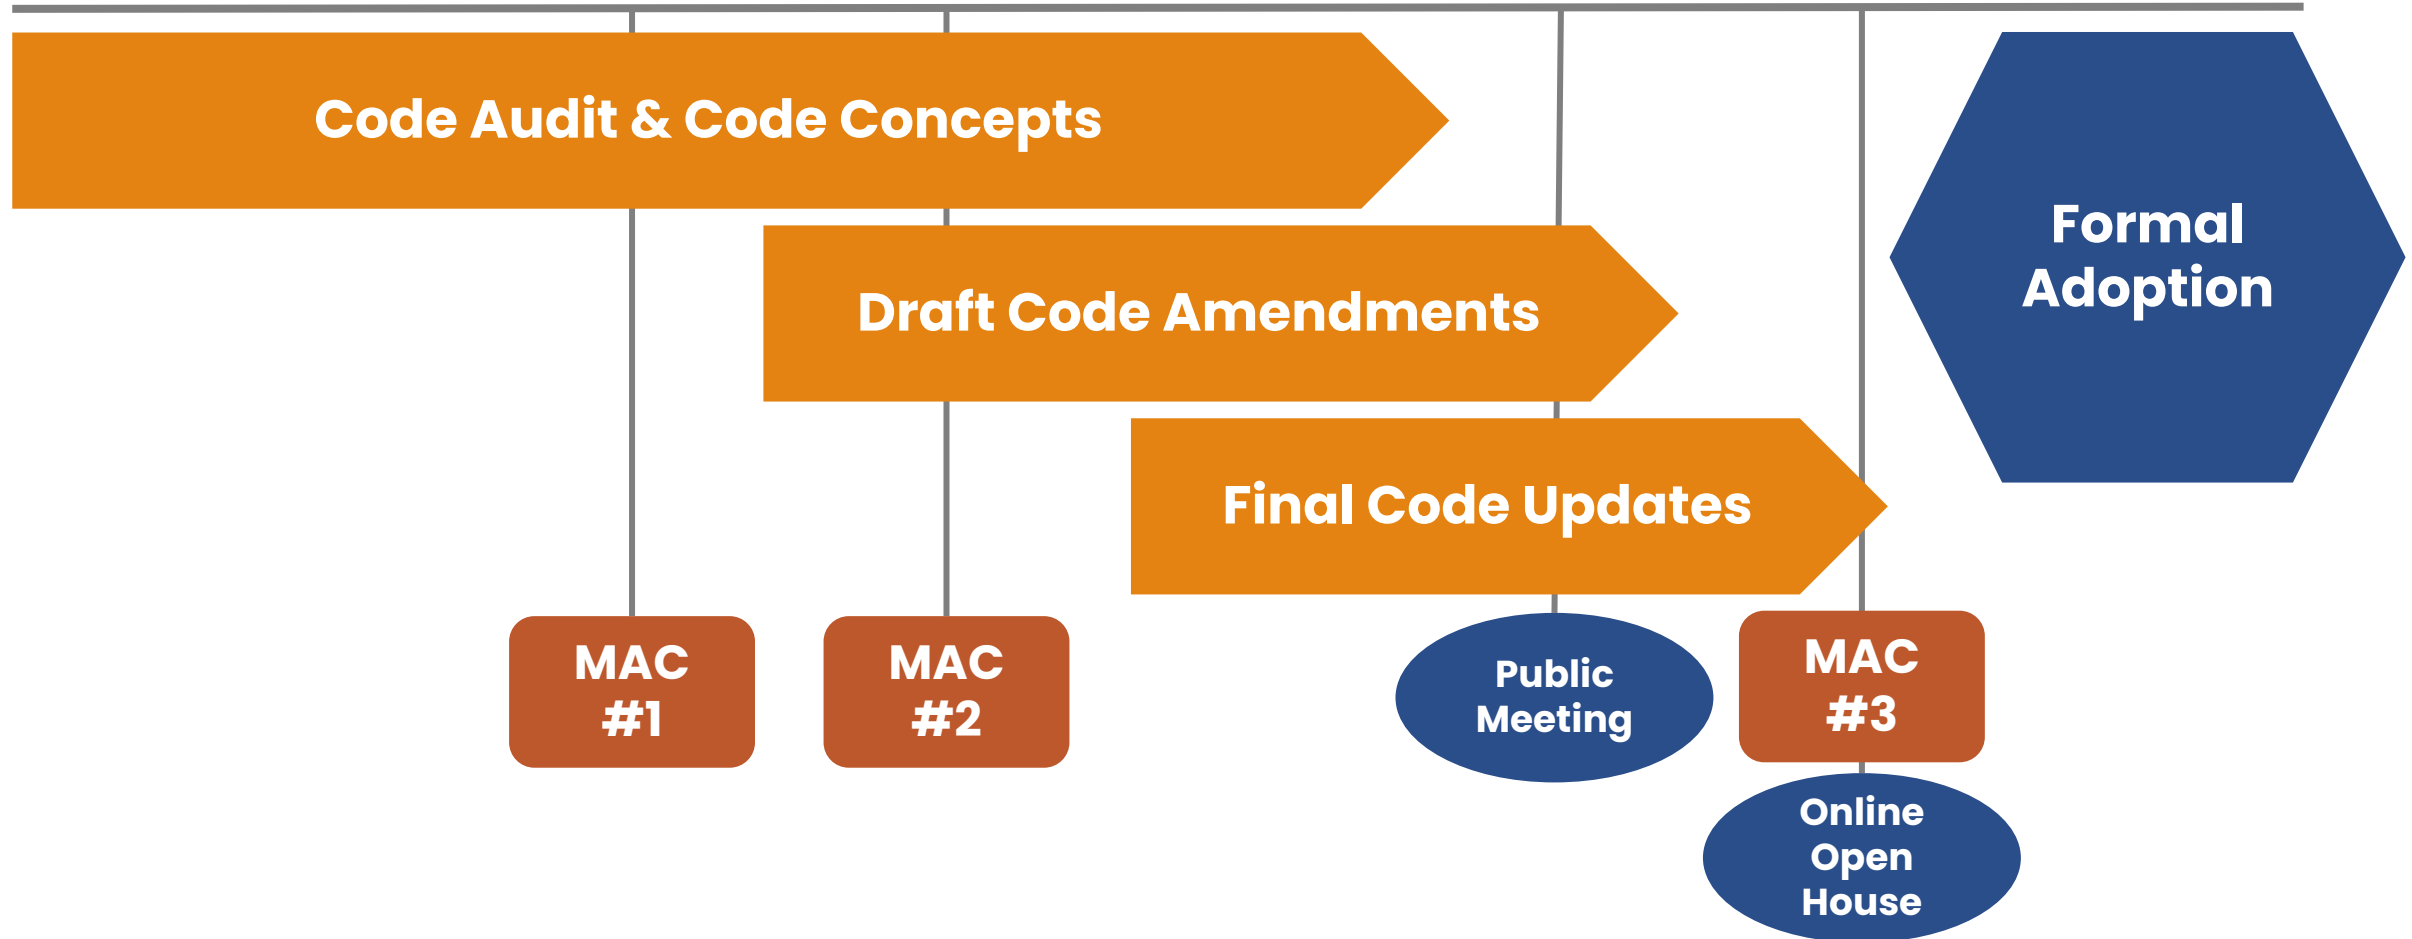 Code Audit & Code Concepts
Formal
Adoption
Draft Code Amendments
Final Code Updates
MAC
#1
MAC
#2
Public
Meeting
MAC
#3
Online
Open
House